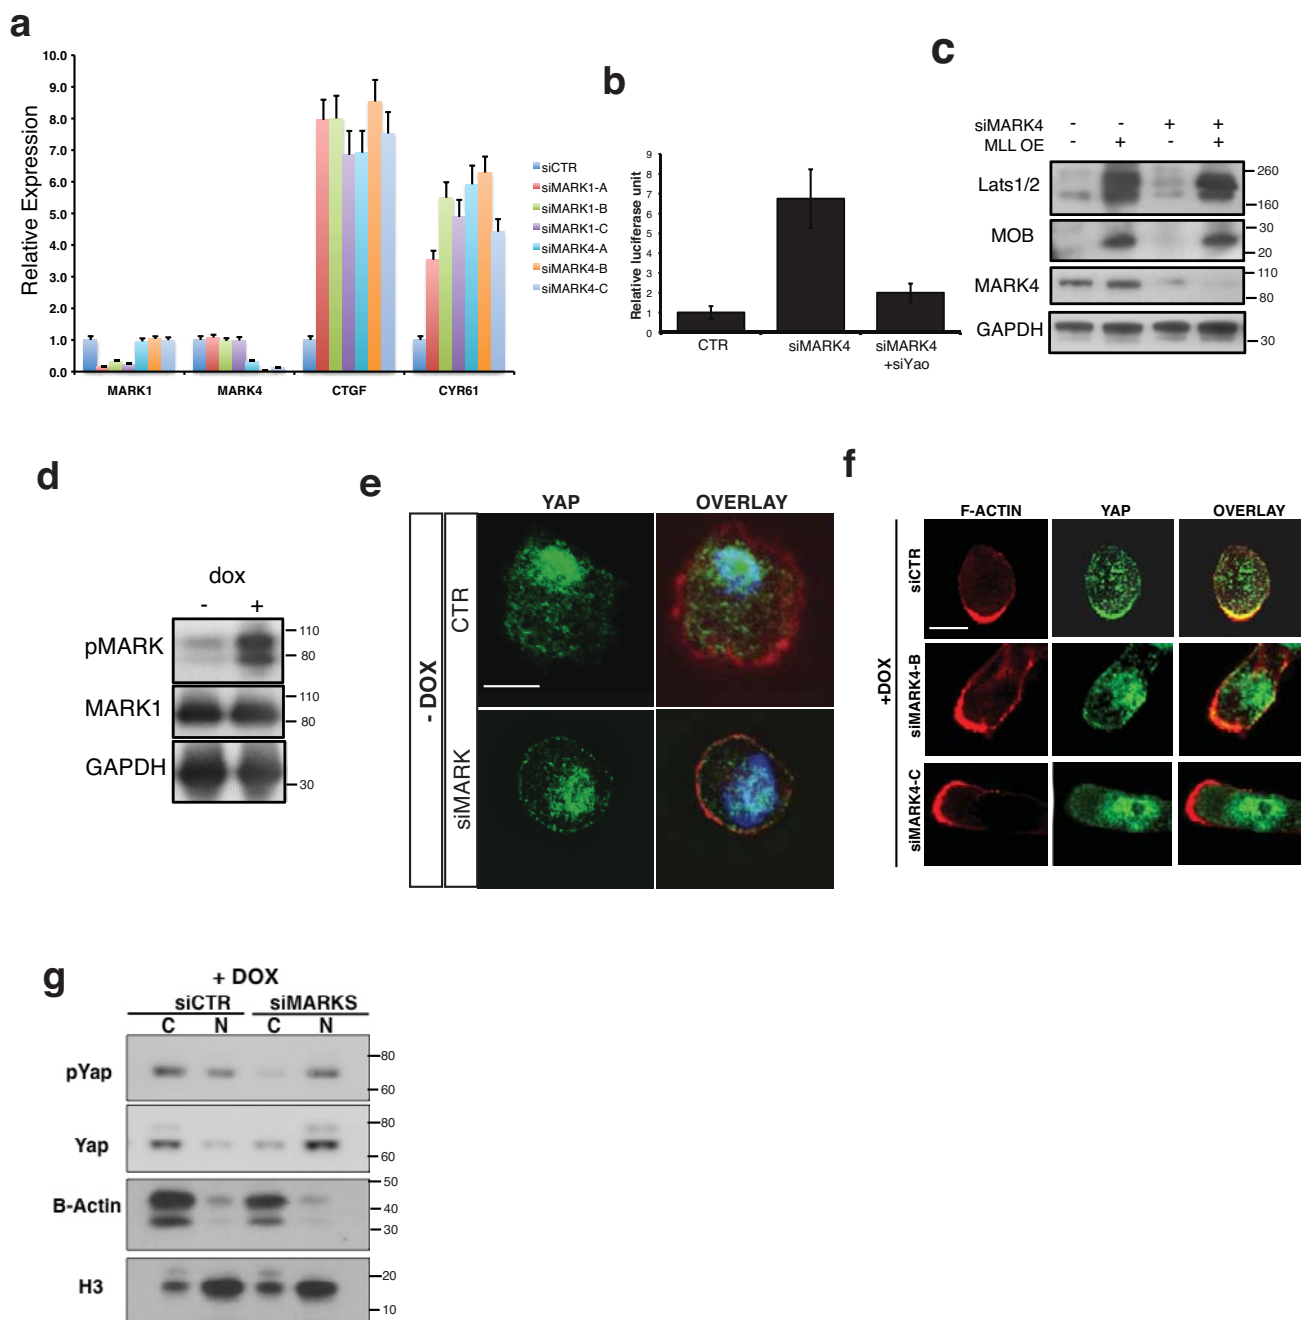 a
10.0
9.0
8.0
7.0
6.0
5.0
4.0
3.0
2.0
1.0
0.0
Relative Expression
MARK1 MARK4 CTGF CYR61
siCTR
siMARK1-A
siMARK1-B
siMARK1-C
siMARK4-A
siMARK4-B
siMARK4-C
b
Relative luciferase unit
9
8
7
6
5
4
3
2
1
0
CTR siMARK4 siMARK4
+siYao
c
siMARK4 - - + +
MLL OE - + - +
Lats1/2 260
160
MOB 30
20
MARK4 110
80
GAPDH 30
d
dox
- +
pMARK 110
80
MARK1 110
80
GAPDH 30
e
YAP OVERLAY
- DOX
CTR
siMARK
f
F-ACTIN YAP OVERLAY
+DOX
siCTR
siMARK4-B
siMARK4-C
g
+ DOX
siCTR siMARKS
C N C N
pYap 80
60
Yap 80
60
B-Actin 50
40
30
H3 20
10